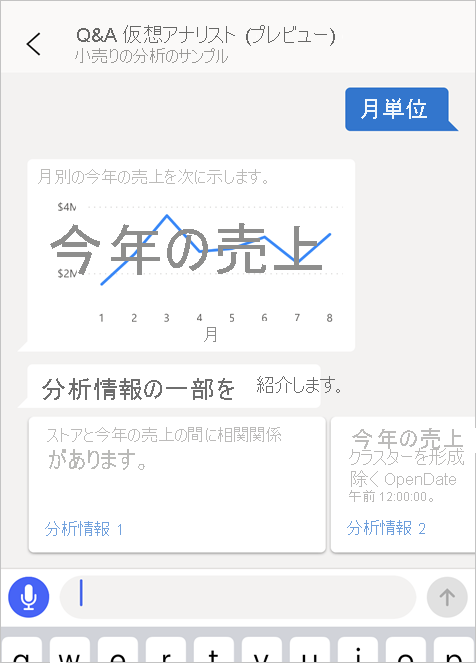 Q&A 仮想アナリスト (プレビュー)
小売りの分析のサンプル
月単位
月別の今年の売上を次に示します。
$4M
今年の売上
$2M
1 2 3 4 5 6 7 8
月
分析情報の一部を 紹介します。
ストアと今年の売上の間に相関関係
があります。
分析情報 1
今年の売上
クラスターを形成
除く OpenDate
午前 12:00:00。
分析情報 2
q w e r t y u i o p